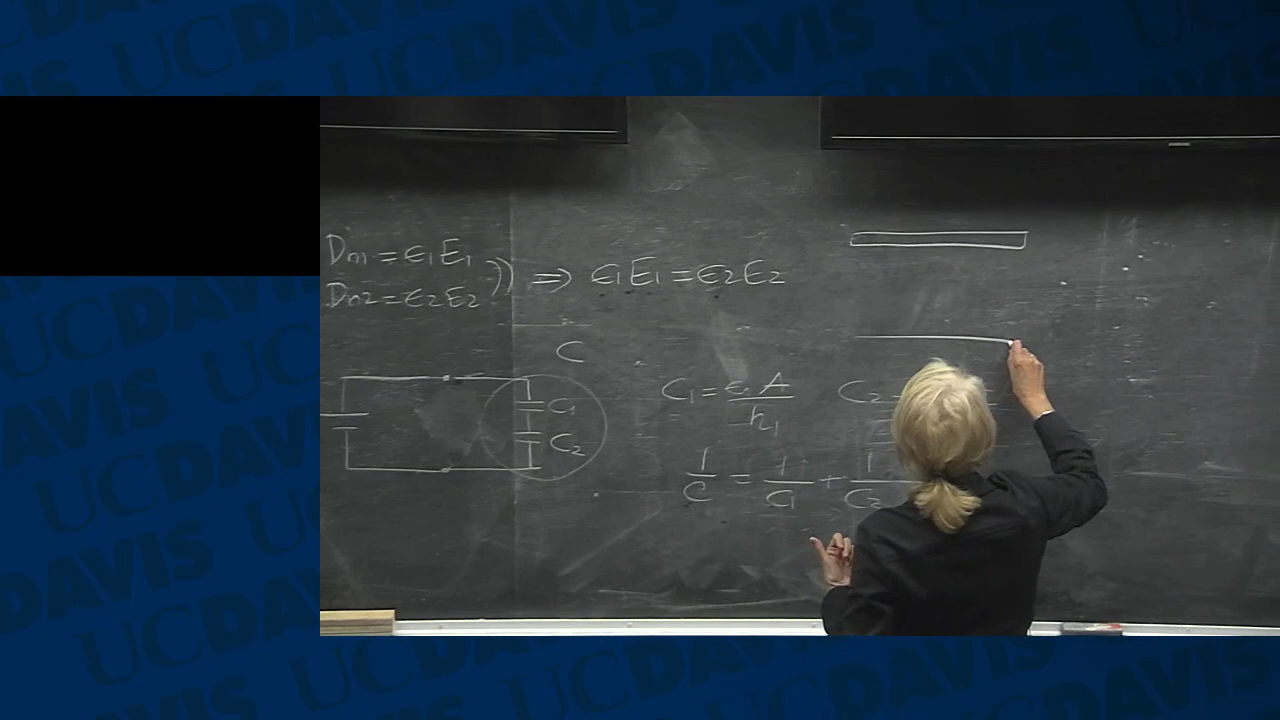 UCDAVIS
Dn1 = ε1E1
Dn2 = ε2E2
)) ⇒ ε1E1 = ε2E2
C
C1
C2
C1 = ε1A / h1
C2
1/C = 1/C1 + 1/C2